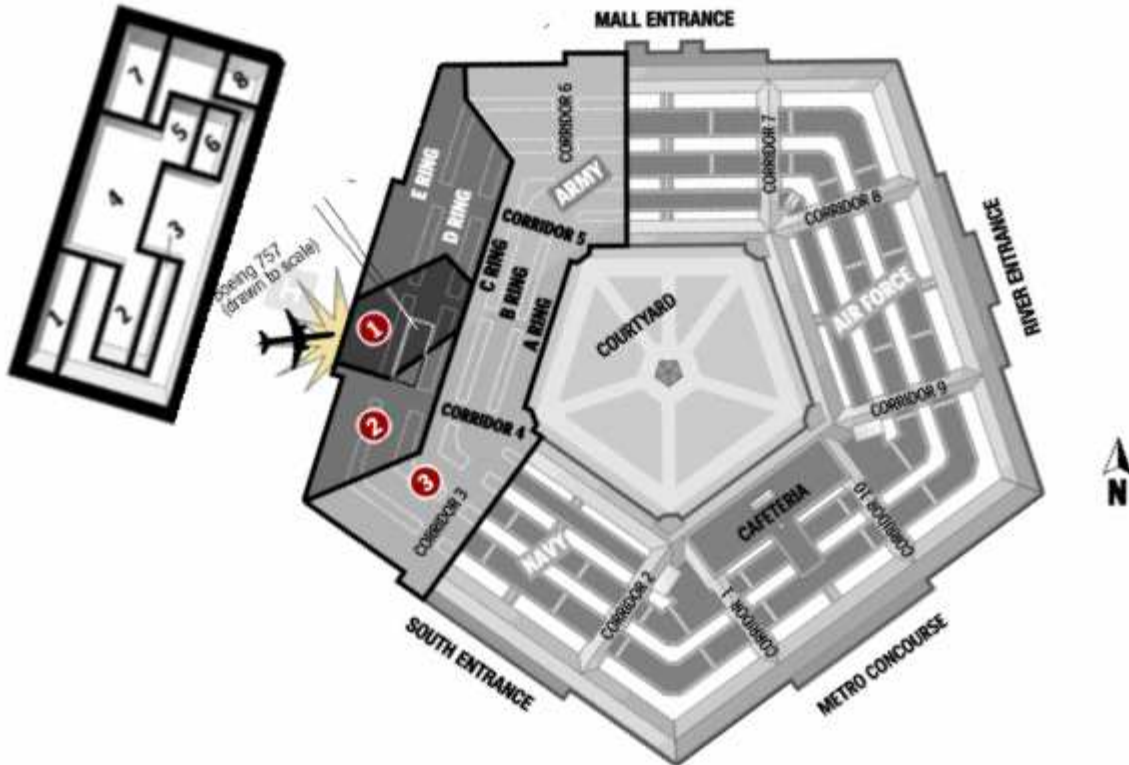 MALL ENTRANCE
7
8
5
6
4
3
1
2
Boeing 757
(drawn to scale)
E RING
D RING
C RING
B RING
A RING
CORRIDOR 6
ARMY
CORRIDOR 5
CORRIDOR 7
CORRIDOR 8
RIVER ENTRANCE
AIR FORCE
COURTYARD
1
2
3
CORRIDOR 4
CORRIDOR 3
CORRIDOR 9
CAFETERIA
CORRIDOR 10
NAVY
CORRIDOR 2
CORRIDOR 1
SOUTH ENTRANCE
METRO CONCOURSE
N